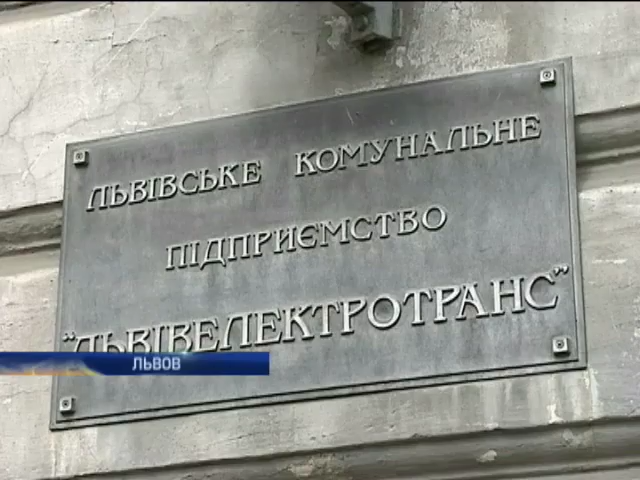 ЛЬВІВСЬКЕ КОМУНАЛЬНЕ
ПІДПРИЄМСТВО
"ЛЬВІВЕЛЕКТРОТРАНС"
ЛЬВОВ